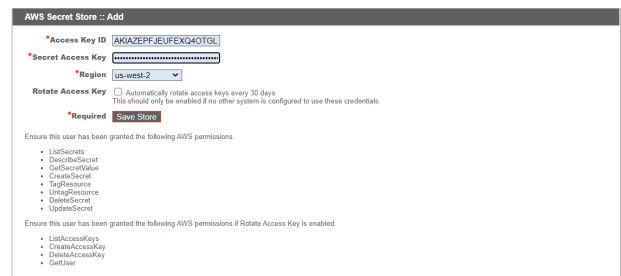 AWS Secret Store :: Add
*Access Key ID AKIAZEPFJEUFEXQ4OTGL
*Secret Access Key ••••••••••••••••••••••••••••••••••••••••
*Region us-west-2
Rotate Access Key Automatically rotate access keys every 30 days
This should only be enabled if no other system is configured to use these credentials.
*Required Save Store
Ensure this user has been granted the following AWS permissions.
• ListSecrets
• DescribeSecret
• GetSecretValue
• CreateSecret
• TagResource
• UntagResource
• DeleteSecret
• UpdateSecret
Ensure this user has been granted the following AWS permissions if Rotate Access Key is enabled.
• ListAccessKeys
• CreateAccessKey
• DeleteAccessKey
• GetUser